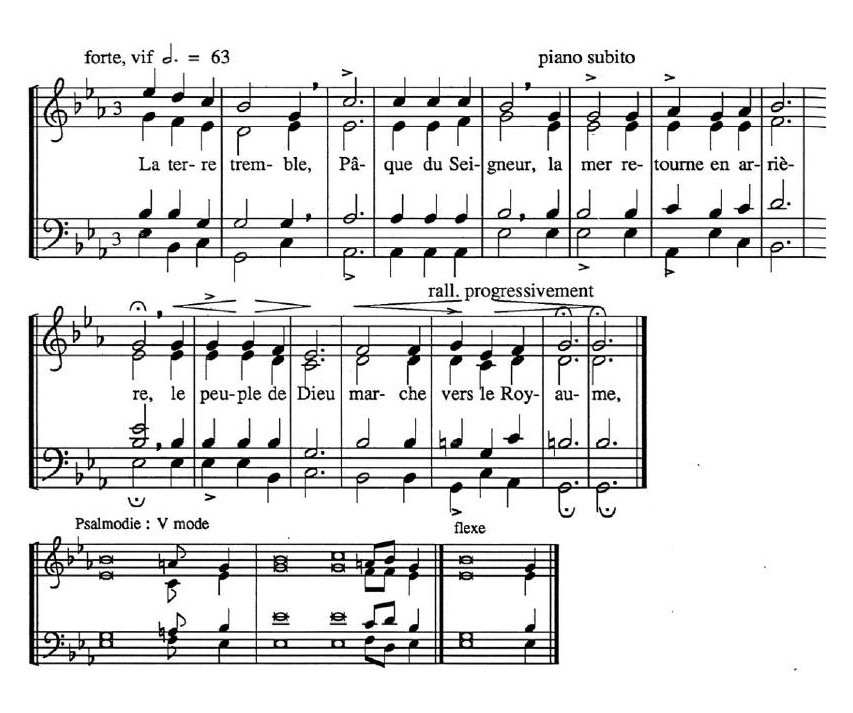 forte, vif 𝅗𝅥. = 63 piano subito
3
La ter- re trem- ble, Pâ- que du Sei- gneur, la mer re- tourne en ar- riè-
3
rall. progressivement
re, le peu- ple de Dieu mar- che vers le Roy- au- me,
Psalmodie : V mode flexe